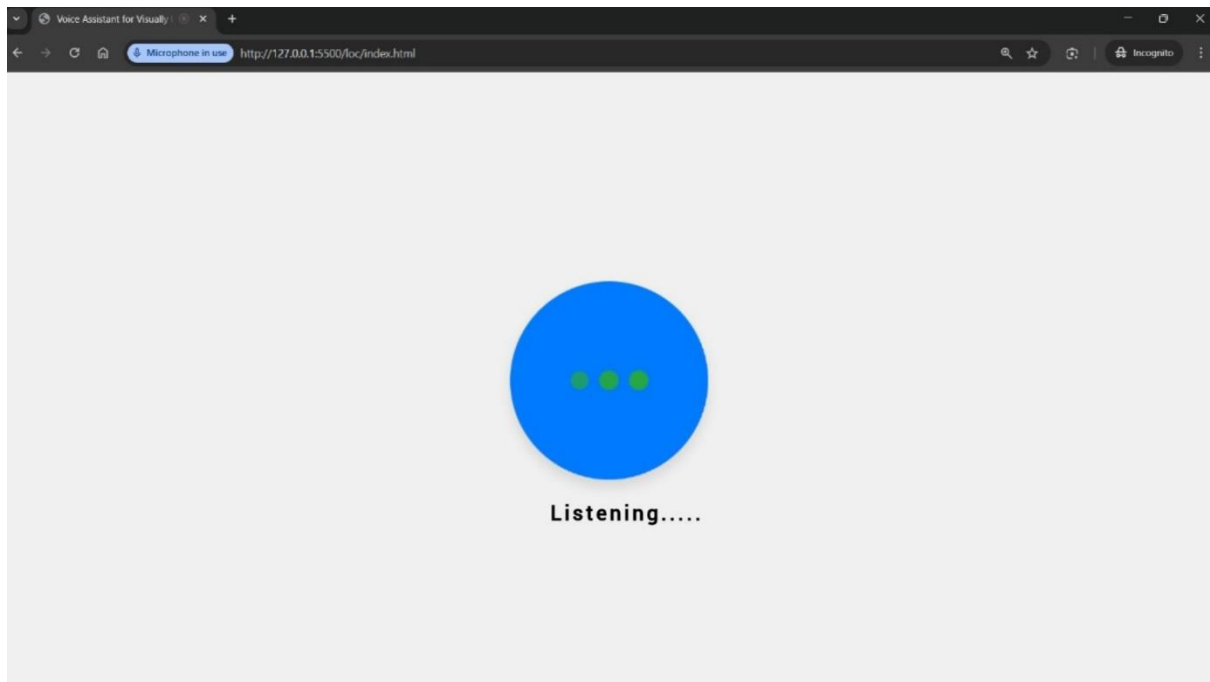 Voice Assistant for Visually
Microphone in use http://127.0.0.1:5500/loc/index.html Incognito
Listening.....